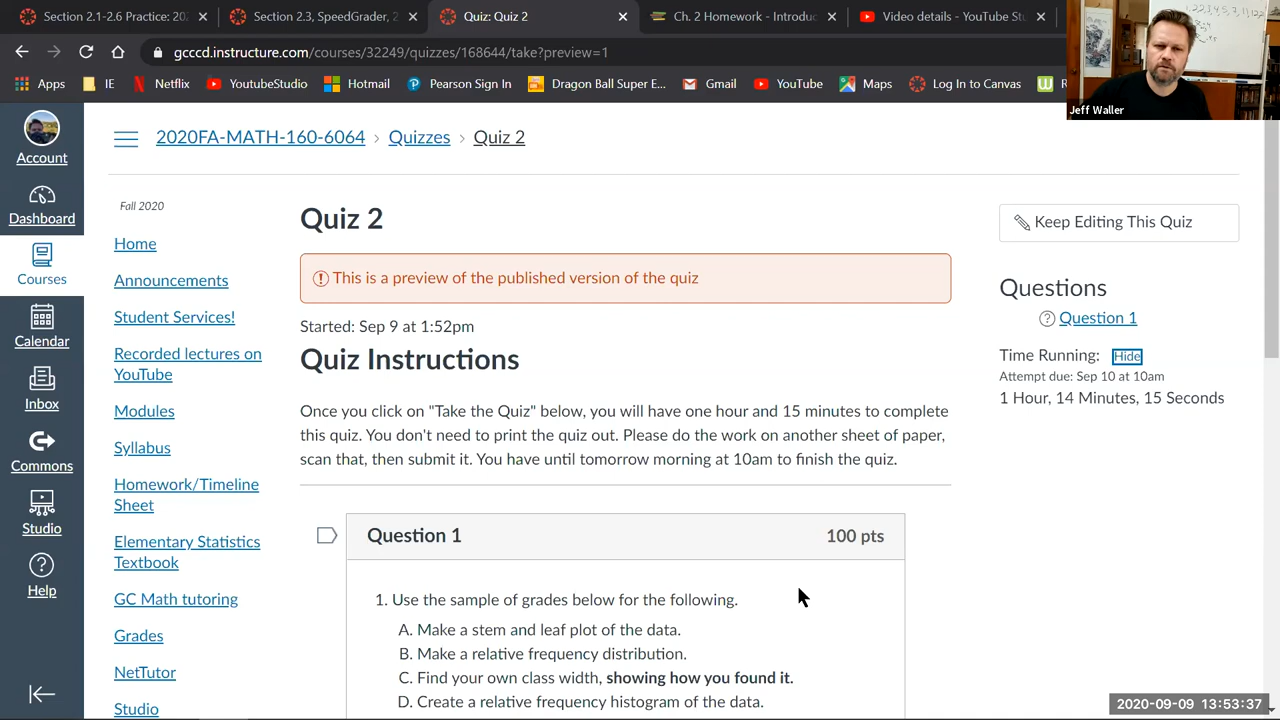 Section 2.1-2.6 Practice: 202
Section 2.3, SpeedGrader, 2
Quiz: Quiz 2
Ch. 2 Homework - Introduc
Video details - YouTube Stu
gcccd.instructure.com/courses/32249/quizzes/168644/take?preview=1
Apps
IE
Netflix
YoutubeStudio
Hotmail
Pearson Sign in
Dragon Ball Super E...
Gmail
YouTube
Maps
Log In to Canvas
Jeff Waller
Account
Dashboard
Courses
Calendar
Inbox
Commons
Studio
Help
2020FA-MATH-160-6064 › Quizzes › Quiz 2
Fall 2020
Home
Announcements
Student Services!
Recorded lectures on
YouTube
Modules
Syllabus
Homework/Timeline
Sheet
Elementary Statistics
Textbook
GC Math tutoring
Grades
NetTutor
Studio
Quiz 2
This is a preview of the published version of the quiz
Started: Sep 9 at 1:52pm
Quiz Instructions
Once you click on "Take the Quiz" below, you will have one hour and 15 minutes to complete
this quiz. You don't need to print the quiz out. Please do the work on another sheet of paper,
scan that, then submit it. You have until tomorrow morning at 10am to finish the quiz.
Question 1
100 pts
1. Use the sample of grades below for the following.
A. Make a stem and leaf plot of the data.
B. Make a relative frequency distribution.
C. Find your own class width, showing how you found it.
D. Create a relative frequency histogram of the data.
Keep Editing This Quiz
Questions
Question 1
Time Running: Hide
Attempt due: Sep 10 at 10am
1 Hour, 14 Minutes, 15 Seconds
2020-09-09 13:53:37